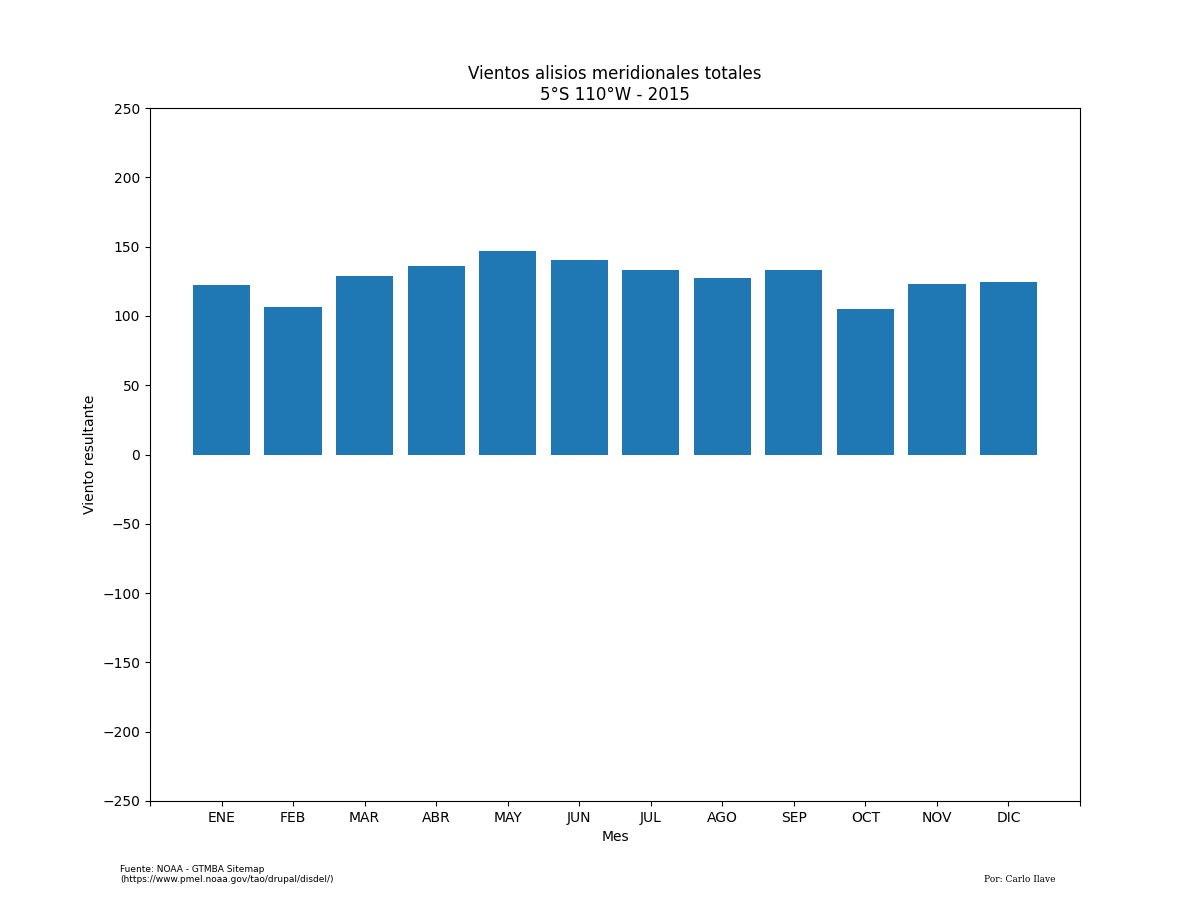 Vientos alisios meridionales totales
5°S 110°W - 2015
250
200
150
100
50
0
−50
−100
−150
−200
−250
Viento resultante
ENE FEB MAR ABR MAY JUN JUL AGO SEP OCT NOV DIC
Mes
Fuente: NOAA - GTMBA Sitemap
(https://www.pmel.noaa.gov/tao/drupal/disdel/)
Por: Carlo Ilave